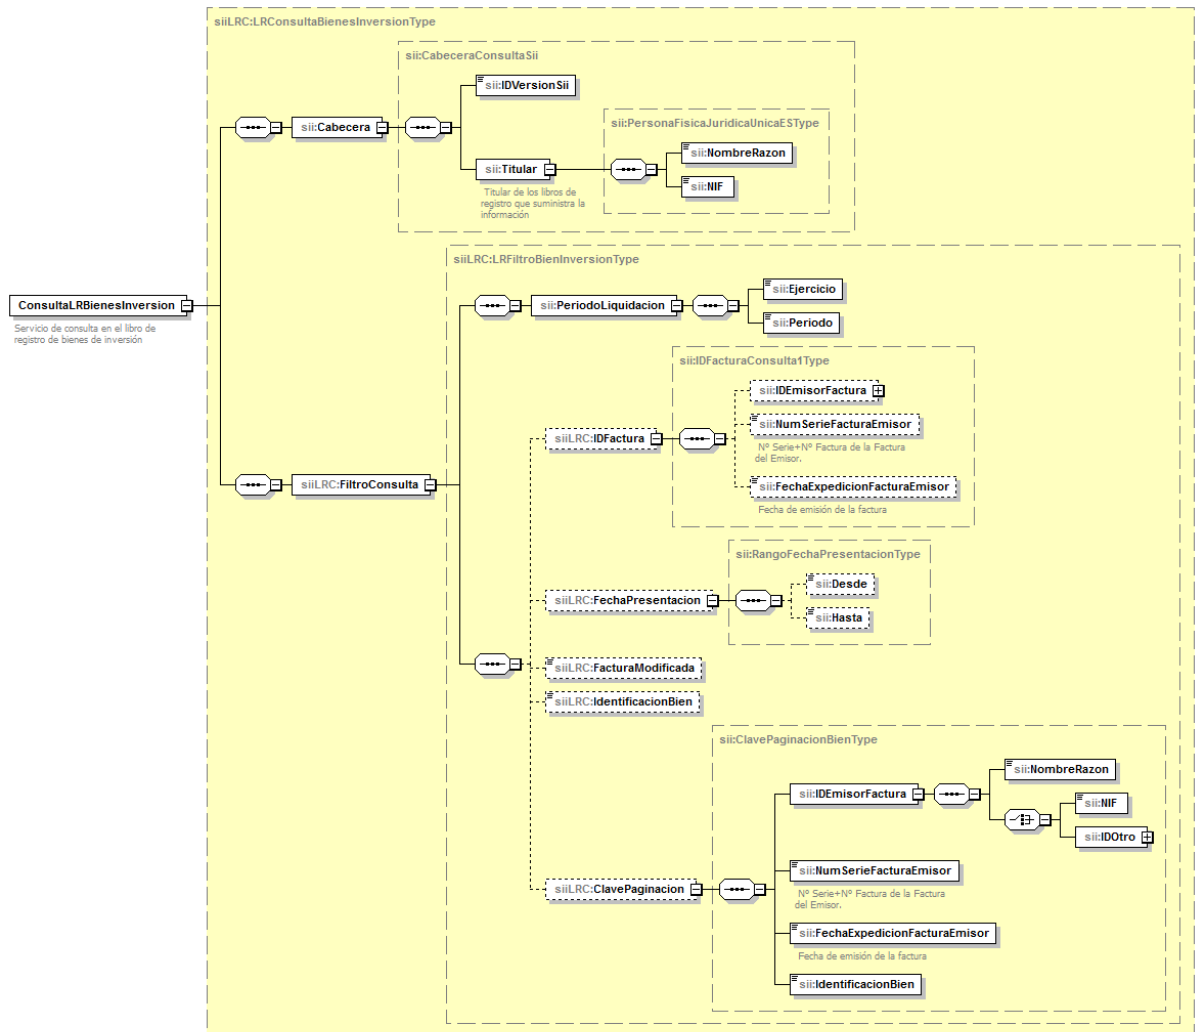 siiLRC:LRConsultaBienesInversionType
sii:CabeceraConsultaSii
sii:IDVersionSii
sii:PersonaFisicaJuridicaUnicaESType
sii:Cabecera
sii:NombreRazon
sii:Titular
sii:NIF
Titular de los libros de
registro que suministra la
información
siiLRC:LRFiltroBienInversionType
ConsultaLRBienesInversion
Servicio de consulta en el libro de
registro de bienes de inversión
sii:PeriodoLiquidacion
sii:Ejercicio
sii:Periodo
sii:IDFacturaConsulta1Type
sii:IDEmisorFactura
siiLRC:IDFactura
sii:NumSerieFacturaEmisor
Nº Serie+Nº Factura de la Factura
del Emisor.
siiLRC:FiltroConsulta
sii:FechaExpedicionFacturaEmisor
Fecha de emisión de la factura
sii:RangoFechaPresentacionType
sii:Desde
siiLRC:FechaPresentacion
sii:Hasta
siiLRC:FacturaModificada
siiLRC:IdentificacionBien
sii:ClavePaginacionBienType
sii:NombreRazon
sii:IDEmisorFactura
sii:NIF
sii:IDOtro
sii:NumSerieFacturaEmisor
siiLRC:ClavePaginacion
Nº Serie+Nº Factura de la Factura
del Emisor.
sii:FechaExpedicionFacturaEmisor
Fecha de emisión de la factura
sii:IdentificacionBien